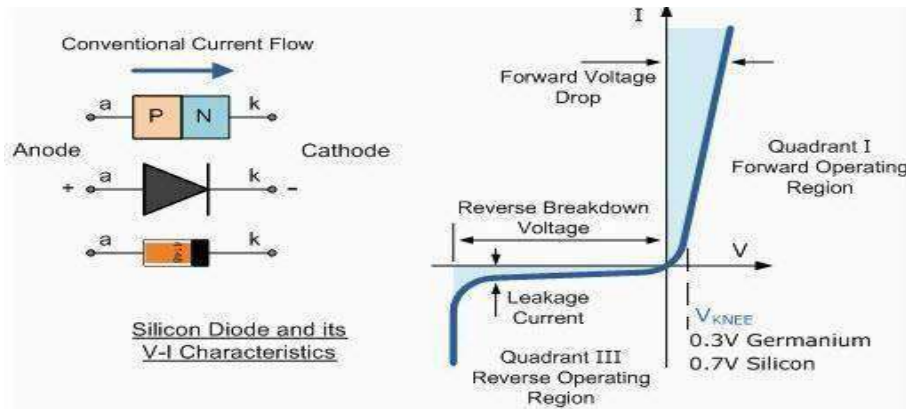 Conventional Current Flow
a
P
N
k
Anode
Cathode
+
a
k
-
a
k
Silicon Diode and its
V-I Characteristics
I
Forward Voltage
Drop
Quadrant I
Forward Operating
Region
Reverse Breakdown
Voltage
V
Leakage
Current
VKNEE
0.3V Germanium
0.7V Silicon
Quadrant III
Reverse Operating
Region